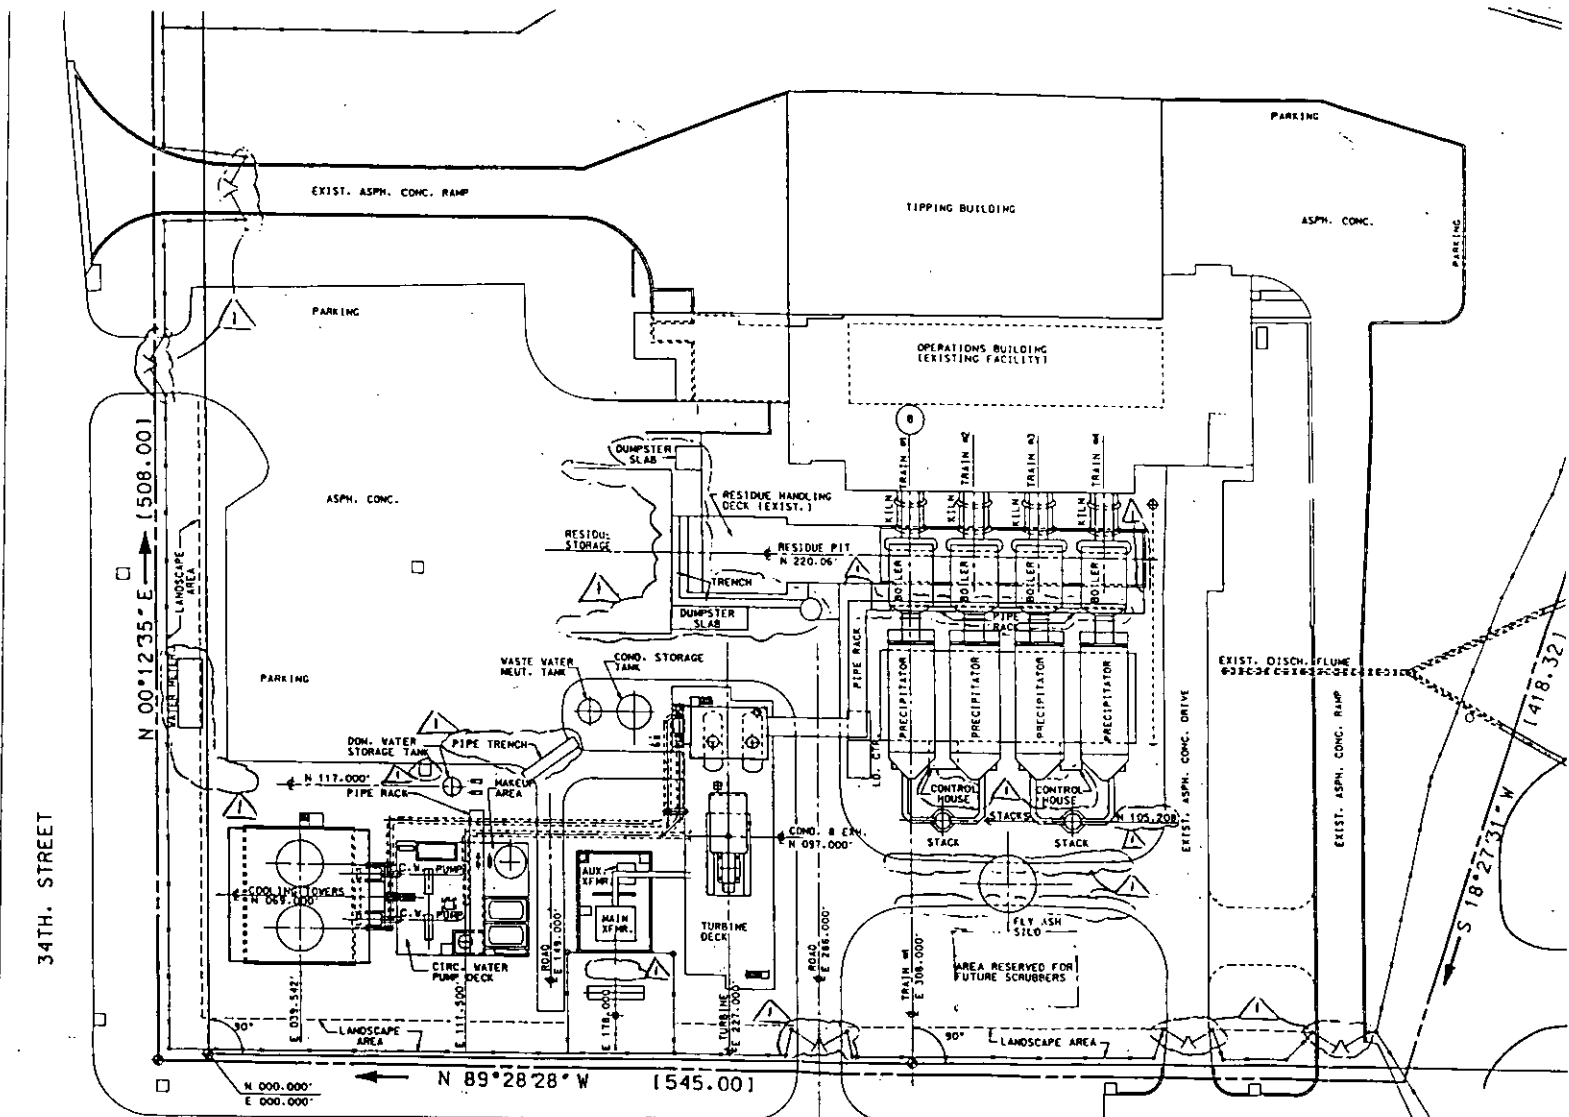 PARKING
EXIST. ASPH. CONC. RAMP
TIPPING BUILDING
ASPH. CONC.
PARKING
PARKING
OPERATIONS BUILDING
(EXISTING FACILITY)
DUMPSTER
SLAB
ASPH. CONC.
RESIDUE HANDLING
DECK (EXIST.)
KILN TRAIN #1
KILN TRAIN #2
KILN
TRAIN
KILN
TRAIN
STORAGE
RESIDUE PIT
N 220.06'
TRENCH
DUMPSTER
SLAB
BOILER
BOILER
BOILER
BOILER
PIPE
RACK
PIPE RACK
LANDSCAPE
AREA
N 00°12'35" E [508.00]
WATER METER
PARKING
WASTE WATER
NEUT. TANK
COND. STORAGE
TANK
PRECIPITATOR
PRECIPITATOR
PRECIPITATOR
PRECIPITATOR
EXIST. DISCH. FLUME
EXIST. ASPH. CONC. DRIVE
EXIST. ASPH. CONC. RAMP
[418.32]
S 18°27'31" W
DOM. WATER
STORAGE TANK
PIPE TRENCH
N 117.000'
PIPE RACK
MAKEUP
AREA
LD. CTR.
CONTROL
HOUSE
CONTROL
HOUSE
STACKS
N 105.208
STACK
STACK
COND. & EXH.
N 097.000'
34TH. STREET
COOLING TOWERS
N 069.000'
C.W. PUMP
C.W. PUMP
AUX.
XFMR.
MAIN
XFMR.
TURBINE
DECK
CIRC. WATER
PUMP DECK
FLY ASH
SILO
AREA RESERVED FOR
FUTURE SCRUBBERS
E 039.542'
E 111.500'
ROAD
E 149.000'
E 178.000'
TURBINE
E 227.000'
ROAD
E 266.000'
TRAIN #1
E 308.000'
90°
LANDSCAPE
AREA
90°
LANDSCAPE AREA
N 89°28'28" W [545.00]
N 000.000'
E 000.000'